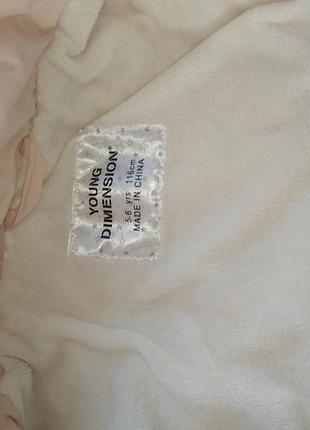 YOUNG
DIMENSION®
5-6 yrs 116cm
MADE IN CHINA